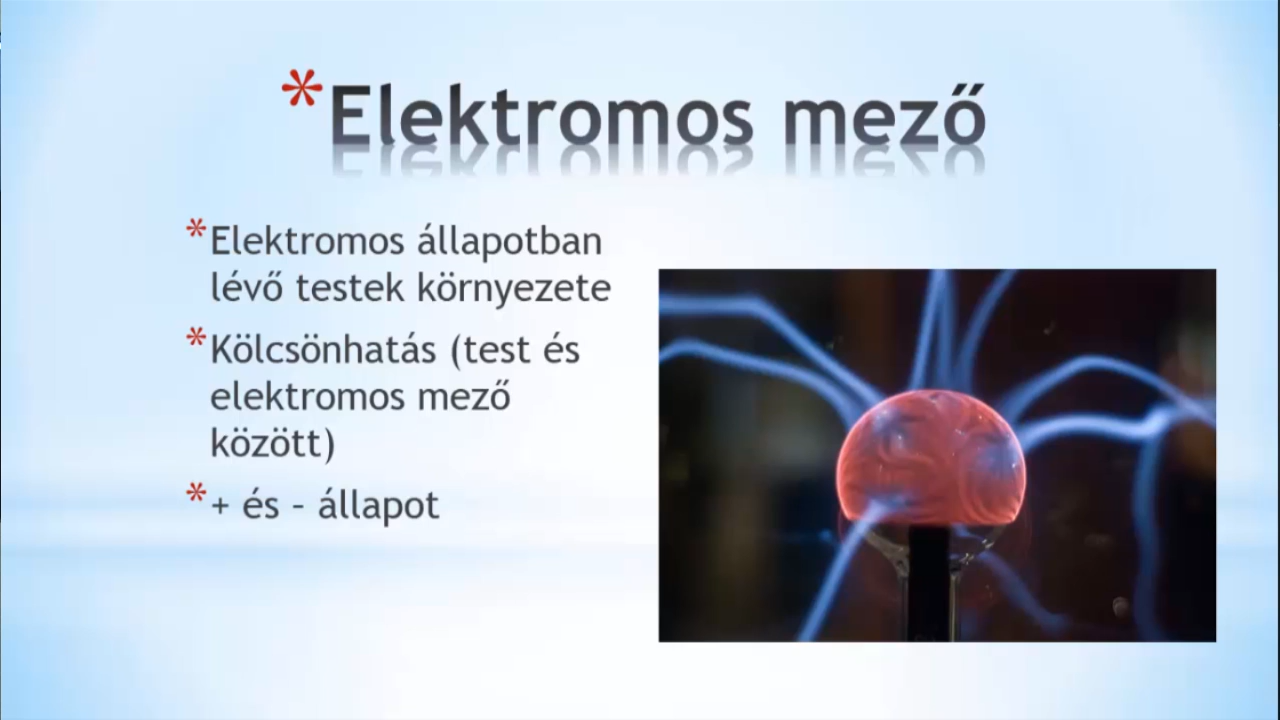 *Elektromos mező
*Elektromos állapotban
lévő testek környezete
*Kölcsönhatás (test és
elektromos mező
között)
*+ és – állapot